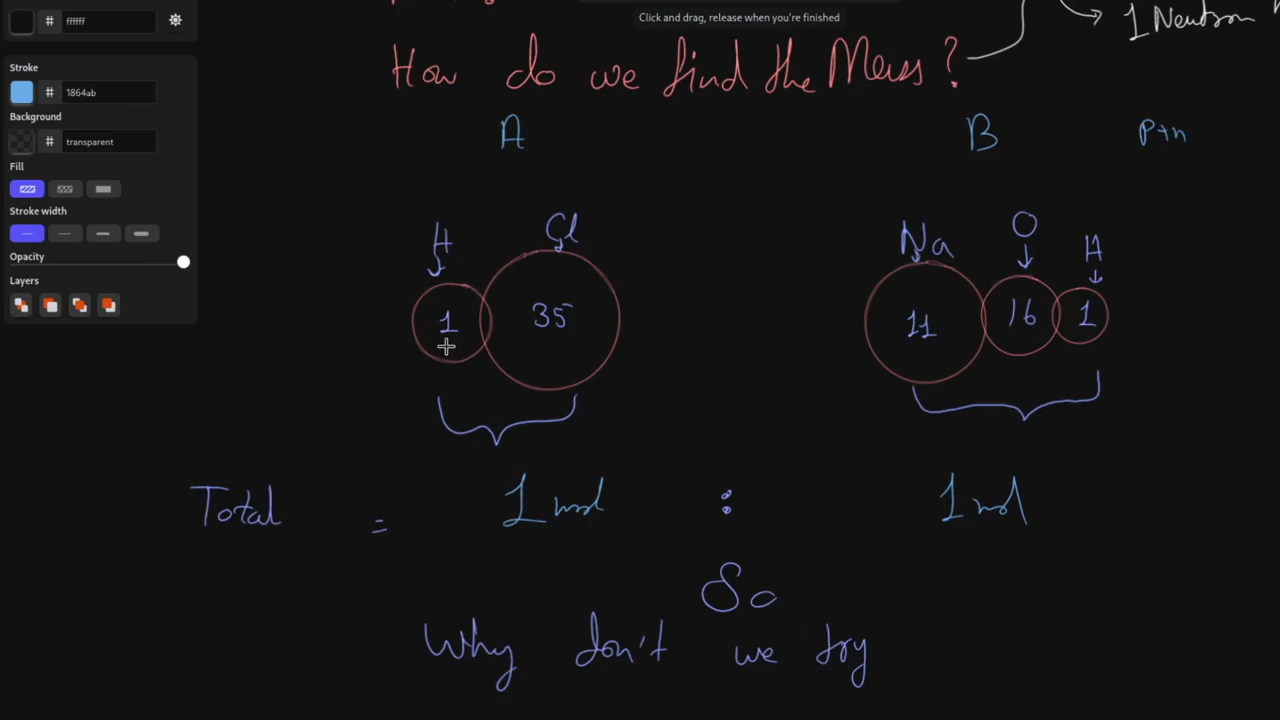 # ffffff
Click and drag, release when you're finished
1 Neutron
Stroke
How do we find the Mass?
# 1864ab
Background
A B P+n
# transparent
Fill
Stroke width
H Cl Na O H
Opacity
Layers
1 35 11 16 1
Total = 1 mol : 1 mol
So
Why don't we try